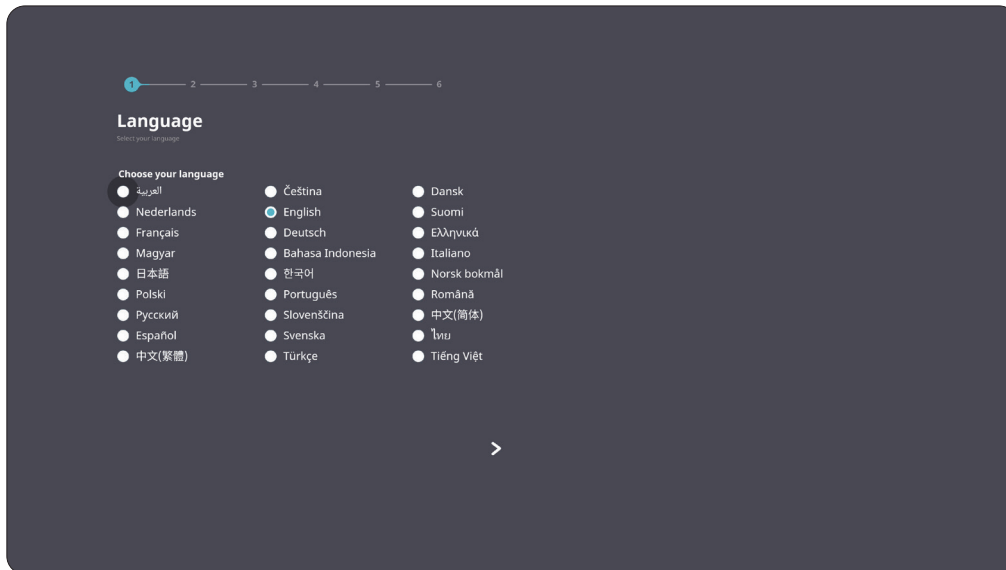 1 2 3 4 5 6
Language
Select your language
Choose your language
العربية Čeština Dansk
Nederlands English Suomi
Français Deutsch Ελληνικά
Magyar Bahasa Indonesia Italiano
日本語 한국어 Norsk bokmål
Polski Português Română
Русский Slovenščina 中文(简体)
Español Svenska ไทย
中文(繁體) Türkçe Tiếng Việt